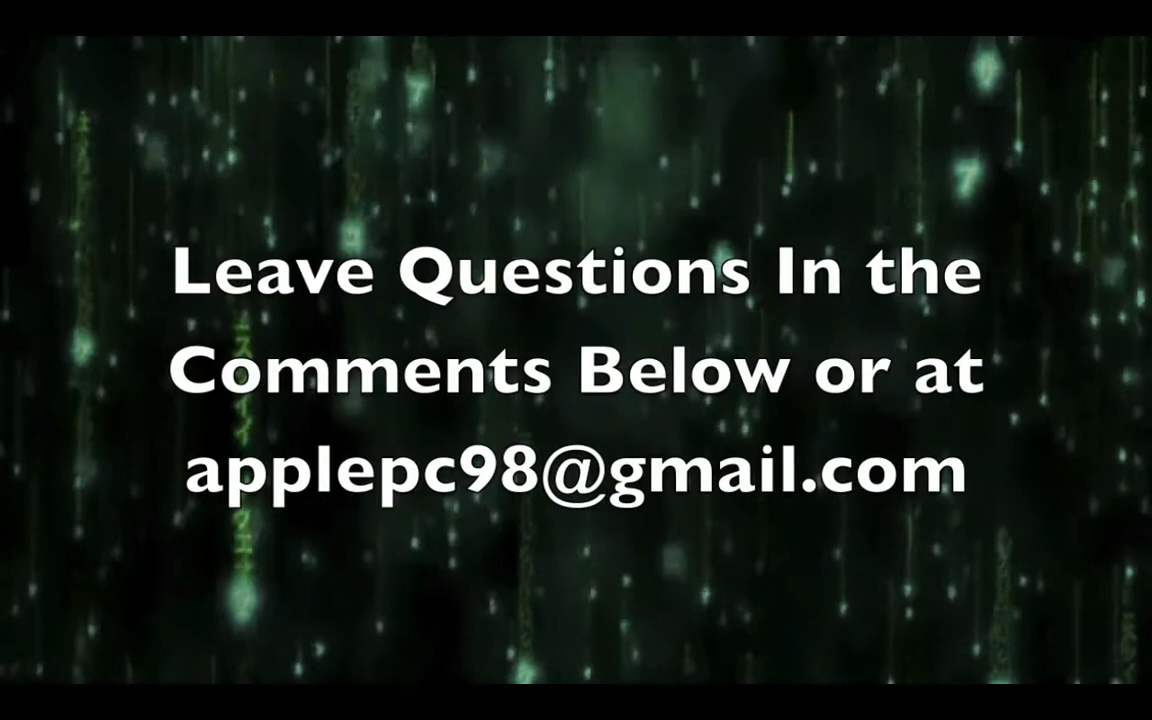 Leave Questions In the
Comments Below or at
applepc98@gmail.com